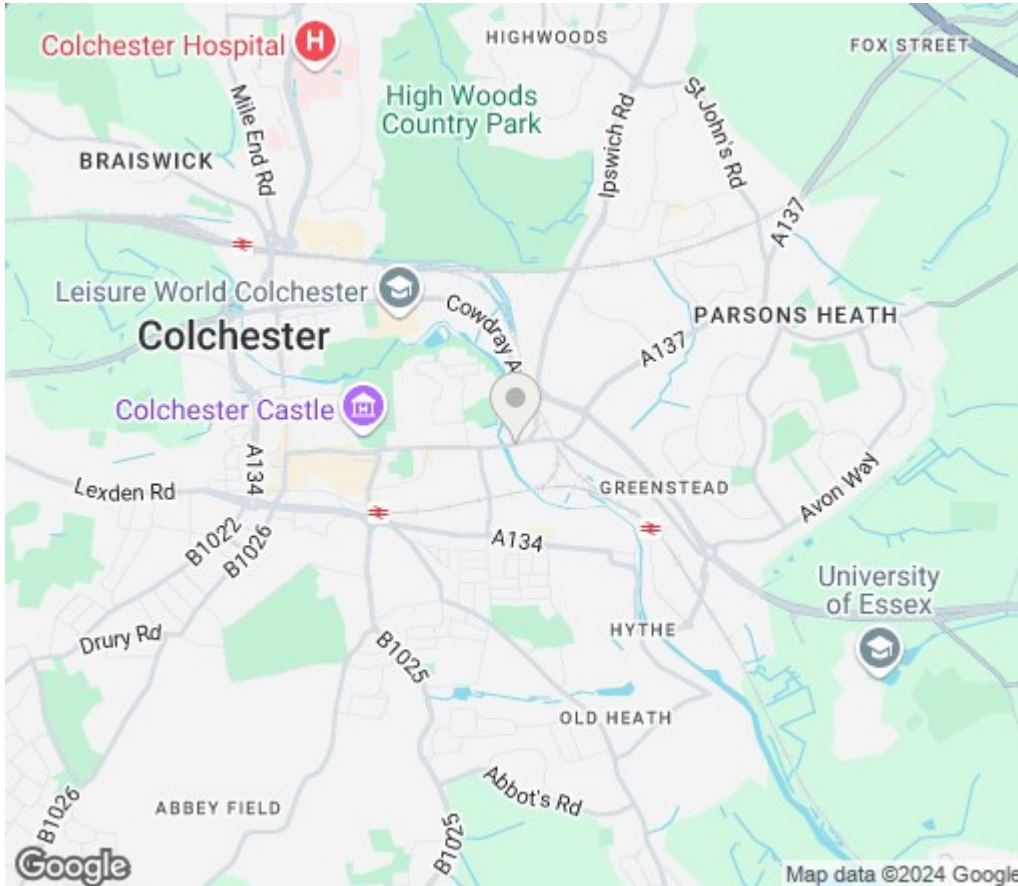 Colchester Hospital
H
HIGHWOODS
FOX STREET
Mile End Rd
High Woods
Country Park
Ipswich Rd
St John's Rd
BRAISWICK
A137
Leisure World Colchester
Cowdray A
PARSONS HEATH
Colchester
A137
Colchester Castle
A134
Lexden Rd
GREENSTEAD
Avon Way
B1022
B1026
A134
University
of Essex
Drury Rd
HYTHE
B1025
OLD HEATH
Abbot's Rd
ABBEY FIELD
B1026
B1025
Google
Map data ©2024 Google